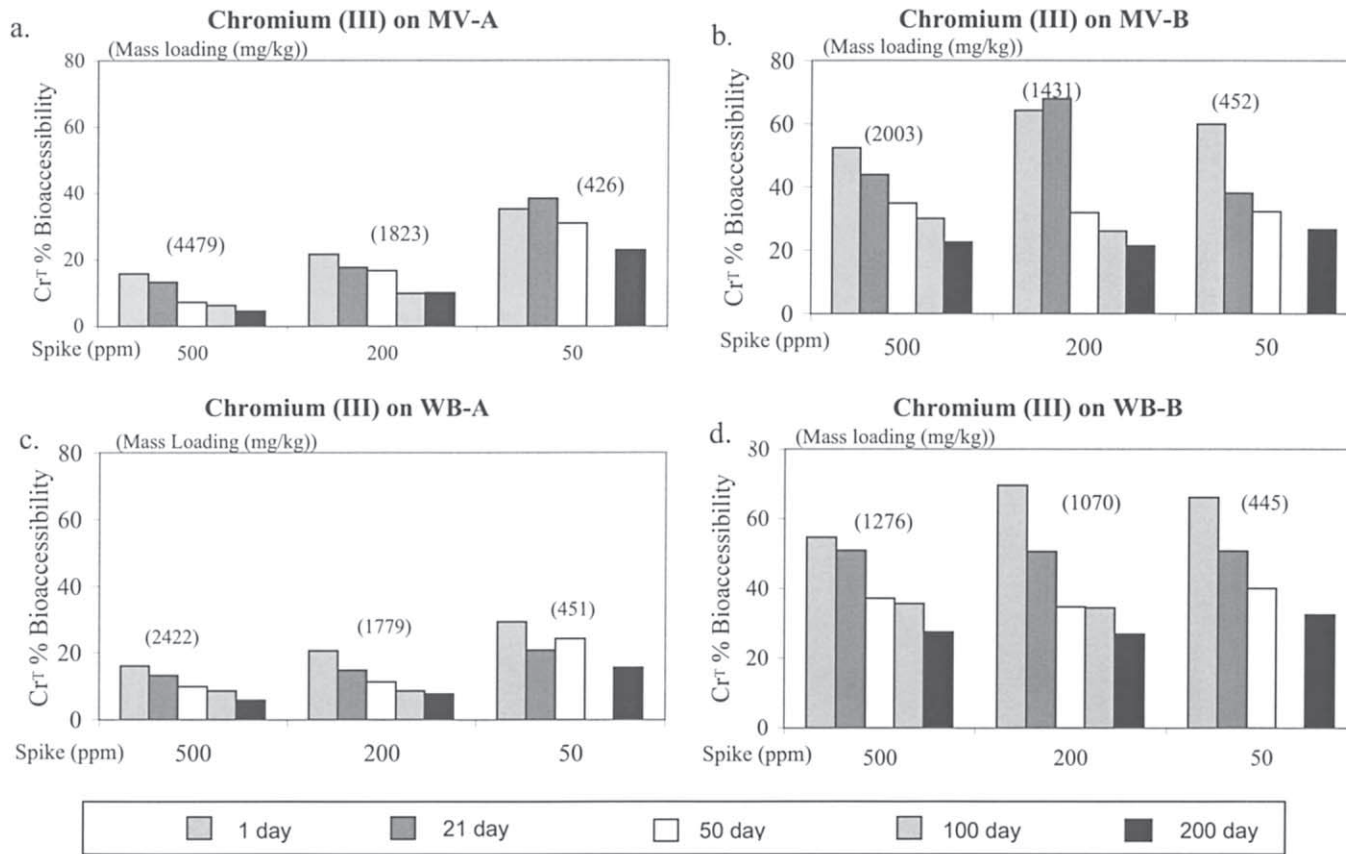 a.
Chromium (III) on MV-A
(Mass loading (mg/kg))
Crᵀ % Bioaccessibility
80
60
40
20
0
(4479)
(1823)
(426)
Spike (ppm)
500
200
50
b.
Chromium (III) on MV-B
(Mass loading (mg/kg))
Crᵀ % Bioaccessibility
80
60
40
20
0
(2003)
(1431)
(452)
Spike (ppm)
500
200
50
c.
Chromium (III) on WB-A
(Mass Loading (mg/kg))
Crᵀ % Bioaccessibility
80
60
40
20
0
(2422)
(1779)
(451)
Spike (ppm)
500
200
50
d.
Chromium (III) on WB-B
(Mass loading (mg/kg))
Crᵀ % Bioaccessibility
80
60
40
20
0
(1276)
(1070)
(445)
Spike (ppm)
500
200
50
1 day 21 day 50 day 100 day 200 day